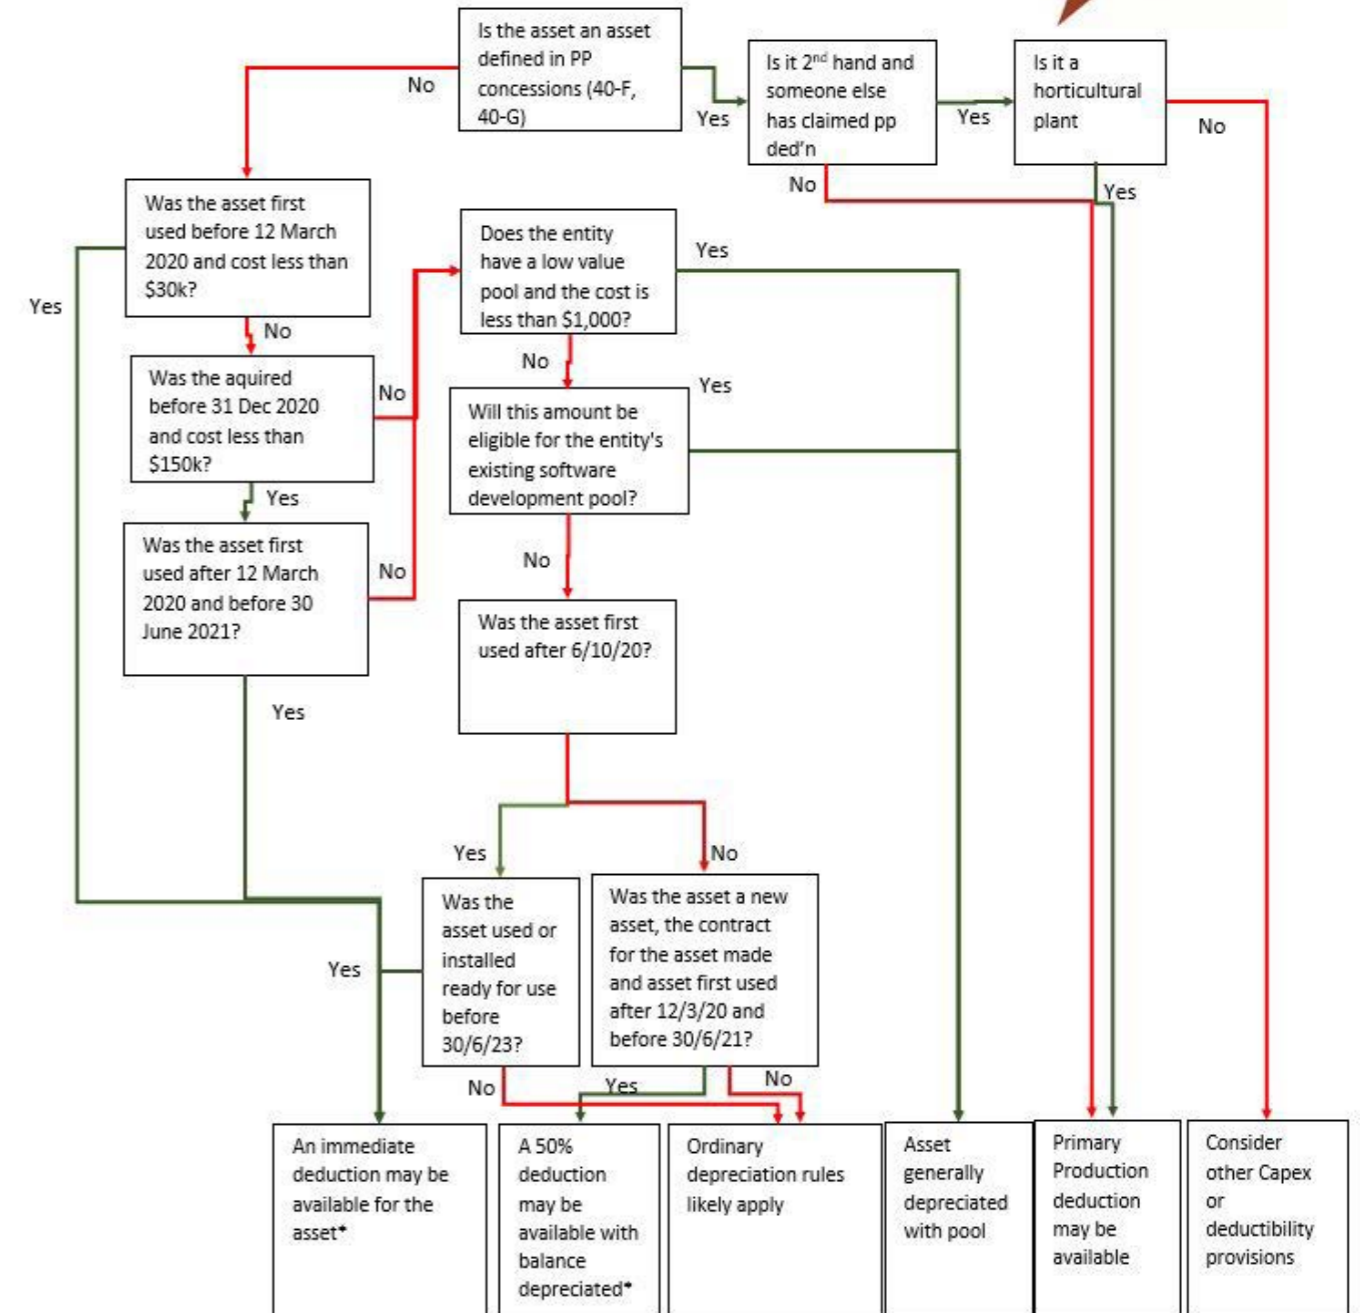 Is the asset an asset
defined in PP
concessions (40-F,
40-G)
No
Yes
Is it 2nd hand and
someone else
has claimed pp
ded'n
Yes
No
Is it a
horticultural
plant
No
Yes
Was the asset first
used before 12 March
2020 and cost less than
$30k?
Yes
No
Does the entity
have a low value
pool and the cost is
less than $1,000?
Yes
No
Was the aquired
before 31 Dec 2020
and cost less than
$150k?
No
Yes
Will this amount be
eligible for the entity's
existing software
development pool?
Yes
No
Was the asset first
used after 12 March
2020 and before 30
June 2021?
No
Yes
Was the asset first
used after 6/10/20?
Yes
No
Was the
asset used or
installed
ready for use
before
30/6/23?
Yes
No
Was the asset a new
asset, the contract
for the asset made
and asset first used
after 12/3/20 and
before 30/6/21?
Yes
No
An immediate
deduction may be
available for the
asset*
A 50%
deduction
may be
available with
balance
depreciated*
Ordinary
depreciation rules
likely apply
Asset
generally
depreciated
with pool
Primary
Production
deduction
may be
available
Consider
other Capex
or
deductibility
provisions